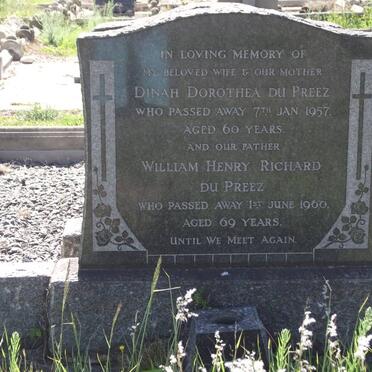 IN LOVING MEMORY OF
MY BELOVED WIFE & OUR MOTHER
DINAH DOROTHEA DU PREEZ
WHO PASSED AWAY 7TH JAN 1957
AGED 60 YEARS.
AND OUR FATHER
WILLIAM HENRY RICHARD
DU PREEZ
WHO PASSED AWAY 1ST JUNE 1960,
AGED 69 YEARS.
UNTIL WE MEET AGAIN.